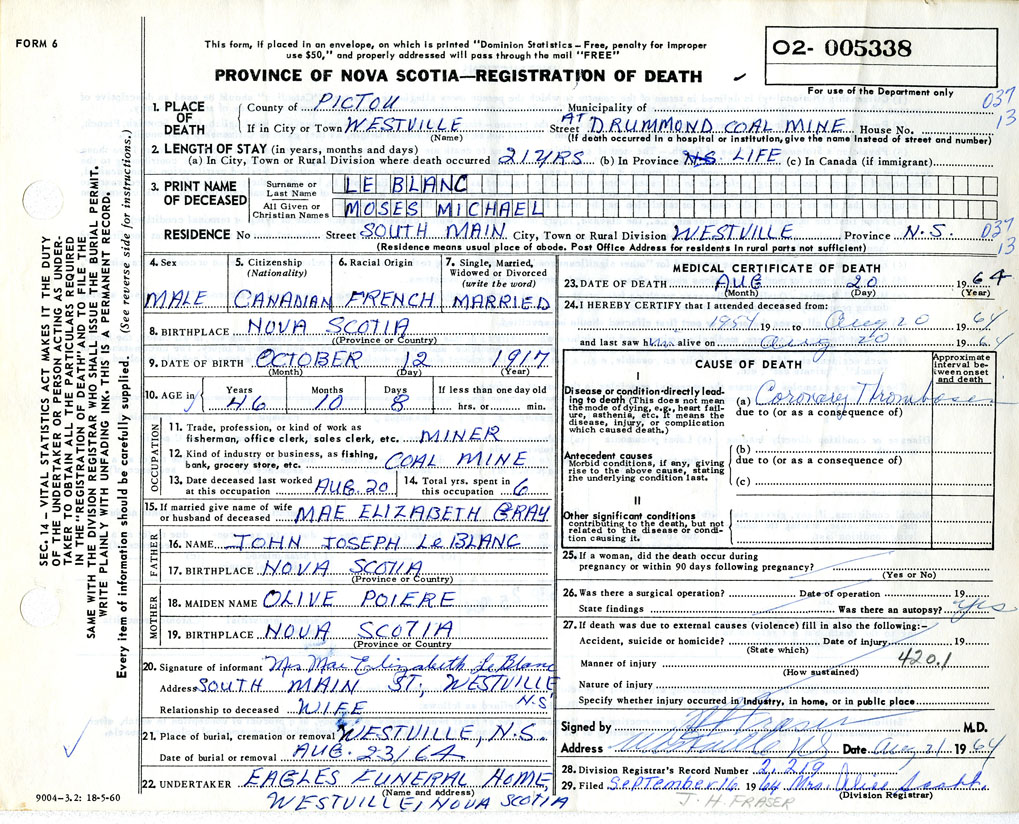 FORM 6
This form, if placed in an envelope, on which is printed "Dominion Statistics – Free, penalty for improper
use $50," and properly addressed will pass through the mail "FREE"
PROVINCE OF NOVA SCOTIA—REGISTRATION OF DEATH
02- 005338
For use of the Department only
037
13
1. PLACE OF DEATH
County of PICTOU Municipality of
If in City or Town WESTVILLE Street AT DRUMMOND COAL MINE House No.
(Name) (If death occurred in a hospital or institution, give the name instead of street and number)
2. LENGTH OF STAY (in years, months and days)
(a) In City, Town or Rural Division where death occurred 21 YRS (b) In Province N.S. LIFE (c) In Canada (if immigrant)
3. PRINT NAME OF DECEASED
Surname or Last Name LE BLANC
All Given or Christian Names MOSES MICHAEL
RESIDENCE No Street SOUTH MAIN City, Town or Rural Division WESTVILLE Province N.S.
037
13
(Residence means usual place of abode. Post Office Address for residents in rural parts not sufficient)
4. Sex MALE
5. Citizenship (Nationality) CANADIAN
6. Racial Origin FRENCH
7. Single, Married, Widowed or Divorced (write the word) MARRIED
8. BIRTHPLACE NOVA SCOTIA
(Province or Country)
9. DATE OF BIRTH OCTOBER 12 1917
(Month) (Day) (Year)
10. AGE in Years 46 Months 10 Days 8 If less than one day old hrs. or min.
OCCUPATION
11. Trade, profession, or kind of work as fisherman, office clerk, sales clerk, etc. MINER
12. Kind of industry or business, as fishing, bank, grocery store, etc. COAL MINE
13. Date deceased last worked at this occupation AUG. 20
14. Total yrs. spent in this occupation 6
15. If married give name of wife or husband of deceased MAE ELIZABETH GRAY
FATHER
16. NAME JOHN JOSEPH LeBLANC
17. BIRTHPLACE NOVA SCOTIA
(Province or Country)
MOTHER
18. MAIDEN NAME OLIVE POIERE
19. BIRTHPLACE NOVA SCOTIA
(Province or Country)
20. Signature of informant Mrs Mae Elizabeth Le Blanc
Address SOUTH MAIN ST, WESTVILLE N.S
Relationship to deceased WIFE
21. Place of burial, cremation or removal WESTVILLE, N.S.
Date of burial or removal AUG. 23/64
22. UNDERTAKER EAGLES FUNERAL HOME,
(Name and address)
WESTVILLE, NOVA SCOTIA
MEDICAL CERTIFICATE OF DEATH
23. DATE OF DEATH AUG 20 1964
(Month) (Day) (Year)
24. I HEREBY CERTIFY that I attended deceased from:
1954 19 to Aug 20 1964
and last saw him alive on Aug 20 1964
CAUSE OF DEATH
Approximate interval between onset and death
I
Disease or condition directly leading to death (This does not mean the mode of dying, e.g., heart failure, asthenia, etc. It means the disease, injury, or complication which caused death.)
(a) Coronary Thrombosis
due to (or as a consequence of)
Antecedent causes
Morbid conditions, if any, giving rise to the above cause, stating the underlying condition last.
(b)
due to (or as a consequence of)
(c)
II
Other significant conditions
contributing to the death, but not related to the disease or condition causing it.
25. If a woman, did the death occur during
pregnancy or within 90 days following pregnancy?
(Yes or No)
26. Was there a surgical operation? Date of operation 19
State findings Was there an autopsy? yes
27. If death was due to external causes (violence) fill in also the following:–
Accident, suicide or homicide? Date of injury 19
(State which)
420.1
Manner of injury
(How sustained)
Nature of injury
Specify whether injury occurred in industry, in home, or in public place
Signed by Fraser M.D.
Address Westville NS Date Aug 21 1964
28. Division Registrar's Record Number 2,219
29. Filed September 16 1964 Mrs. Alice Scott.
(Division Registrar)
J. H. FRASER
SEC. 14 – VITAL STATISTICS ACT MAKES IT THE DUTY
OF THE UNDERTAKER OR PERSON ACTING AS UNDER-
TAKER TO OBTAIN ALL THE PARTICULARS REQUIRED
IN THE "REGISTRATION OF DEATH" AND TO FILE THE
SAME WITH THE DIVISION REGISTRAR WHO SHALL ISSUE THE BURIAL PERMIT.
WRITE PLAINLY WITH UNFADING INK. THIS IS A PERMANENT RECORD.
Every item of information should be carefully supplied. (See reverse side for instructions.)
9004–3.2: 18-5-60